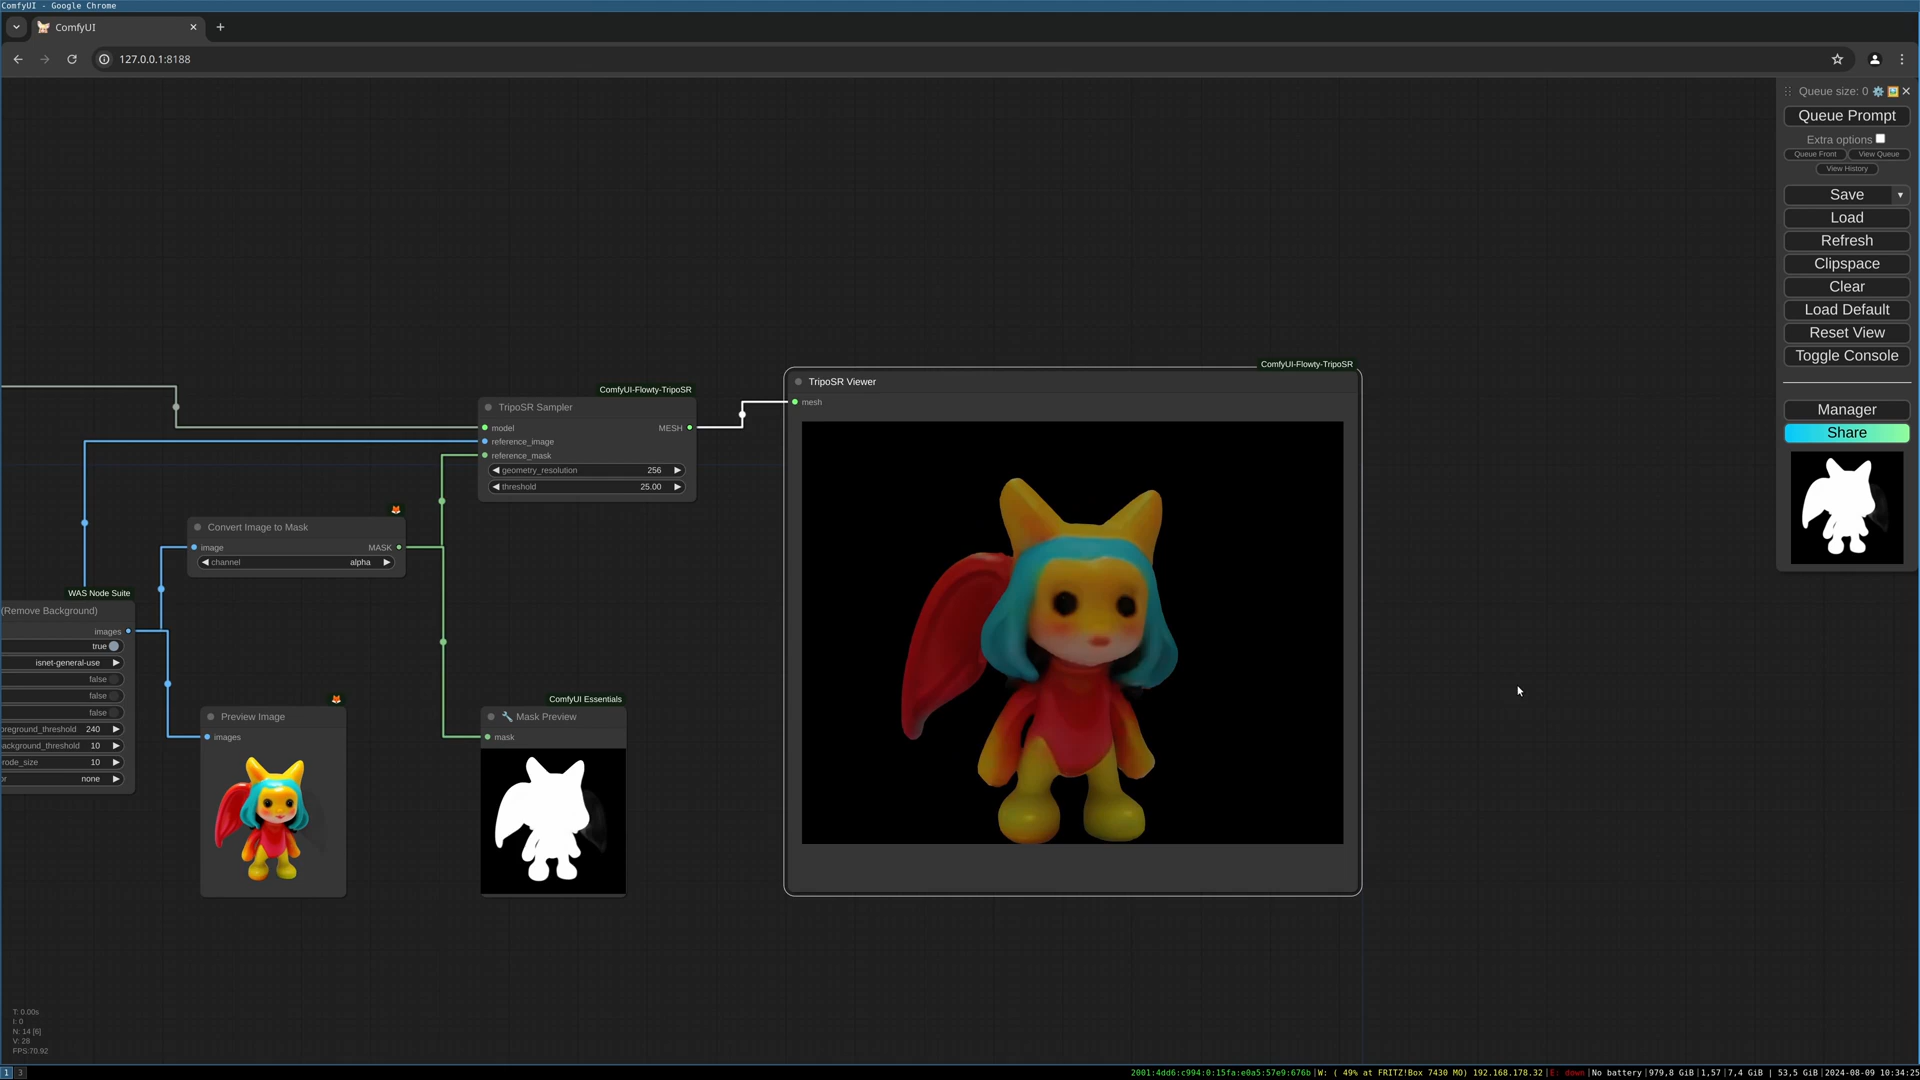 ComfyUI - Google Chrome
ComfyUI
127.0.0.1:8188
Queue size: 0
Queue Prompt
Extra options
Queue Front
View Queue
View History
Save
Load
Refresh
Clipspace
Clear
Load Default
Reset View
Toggle Console
Manager
Share
ComfyUI-Flowty-TripoSR
TripoSR Viewer
mesh
ComfyUI-Flowty-TripoSR
TripoSR Sampler
model MESH
reference_image
reference_mask
geometry_resolution 256
threshold 25.00
Convert Image to Mask
image MASK
channel alpha
WAS Node Suite
(Remove Background)
images
true
isnet-general-use
false
false
false
oreground_threshold 240
ackground_threshold 10
rode_size 10
or none
Preview Image
images
ComfyUI Essentials
🔧 Mask Preview
mask
T: 0.00s
I: 0
N: 14 [6]
V: 28
FPS:70.92
1 3
2001:4dd6:c994:0:15fa:e0a5:57e9:676b|W: ( 49% at FRITZ!Box 7430 MO) 192.168.178.32|E: down|No battery|979,8 GiB|1,57|7,4 GiB | 53,5 GiB|2024-08-09 10:34:25